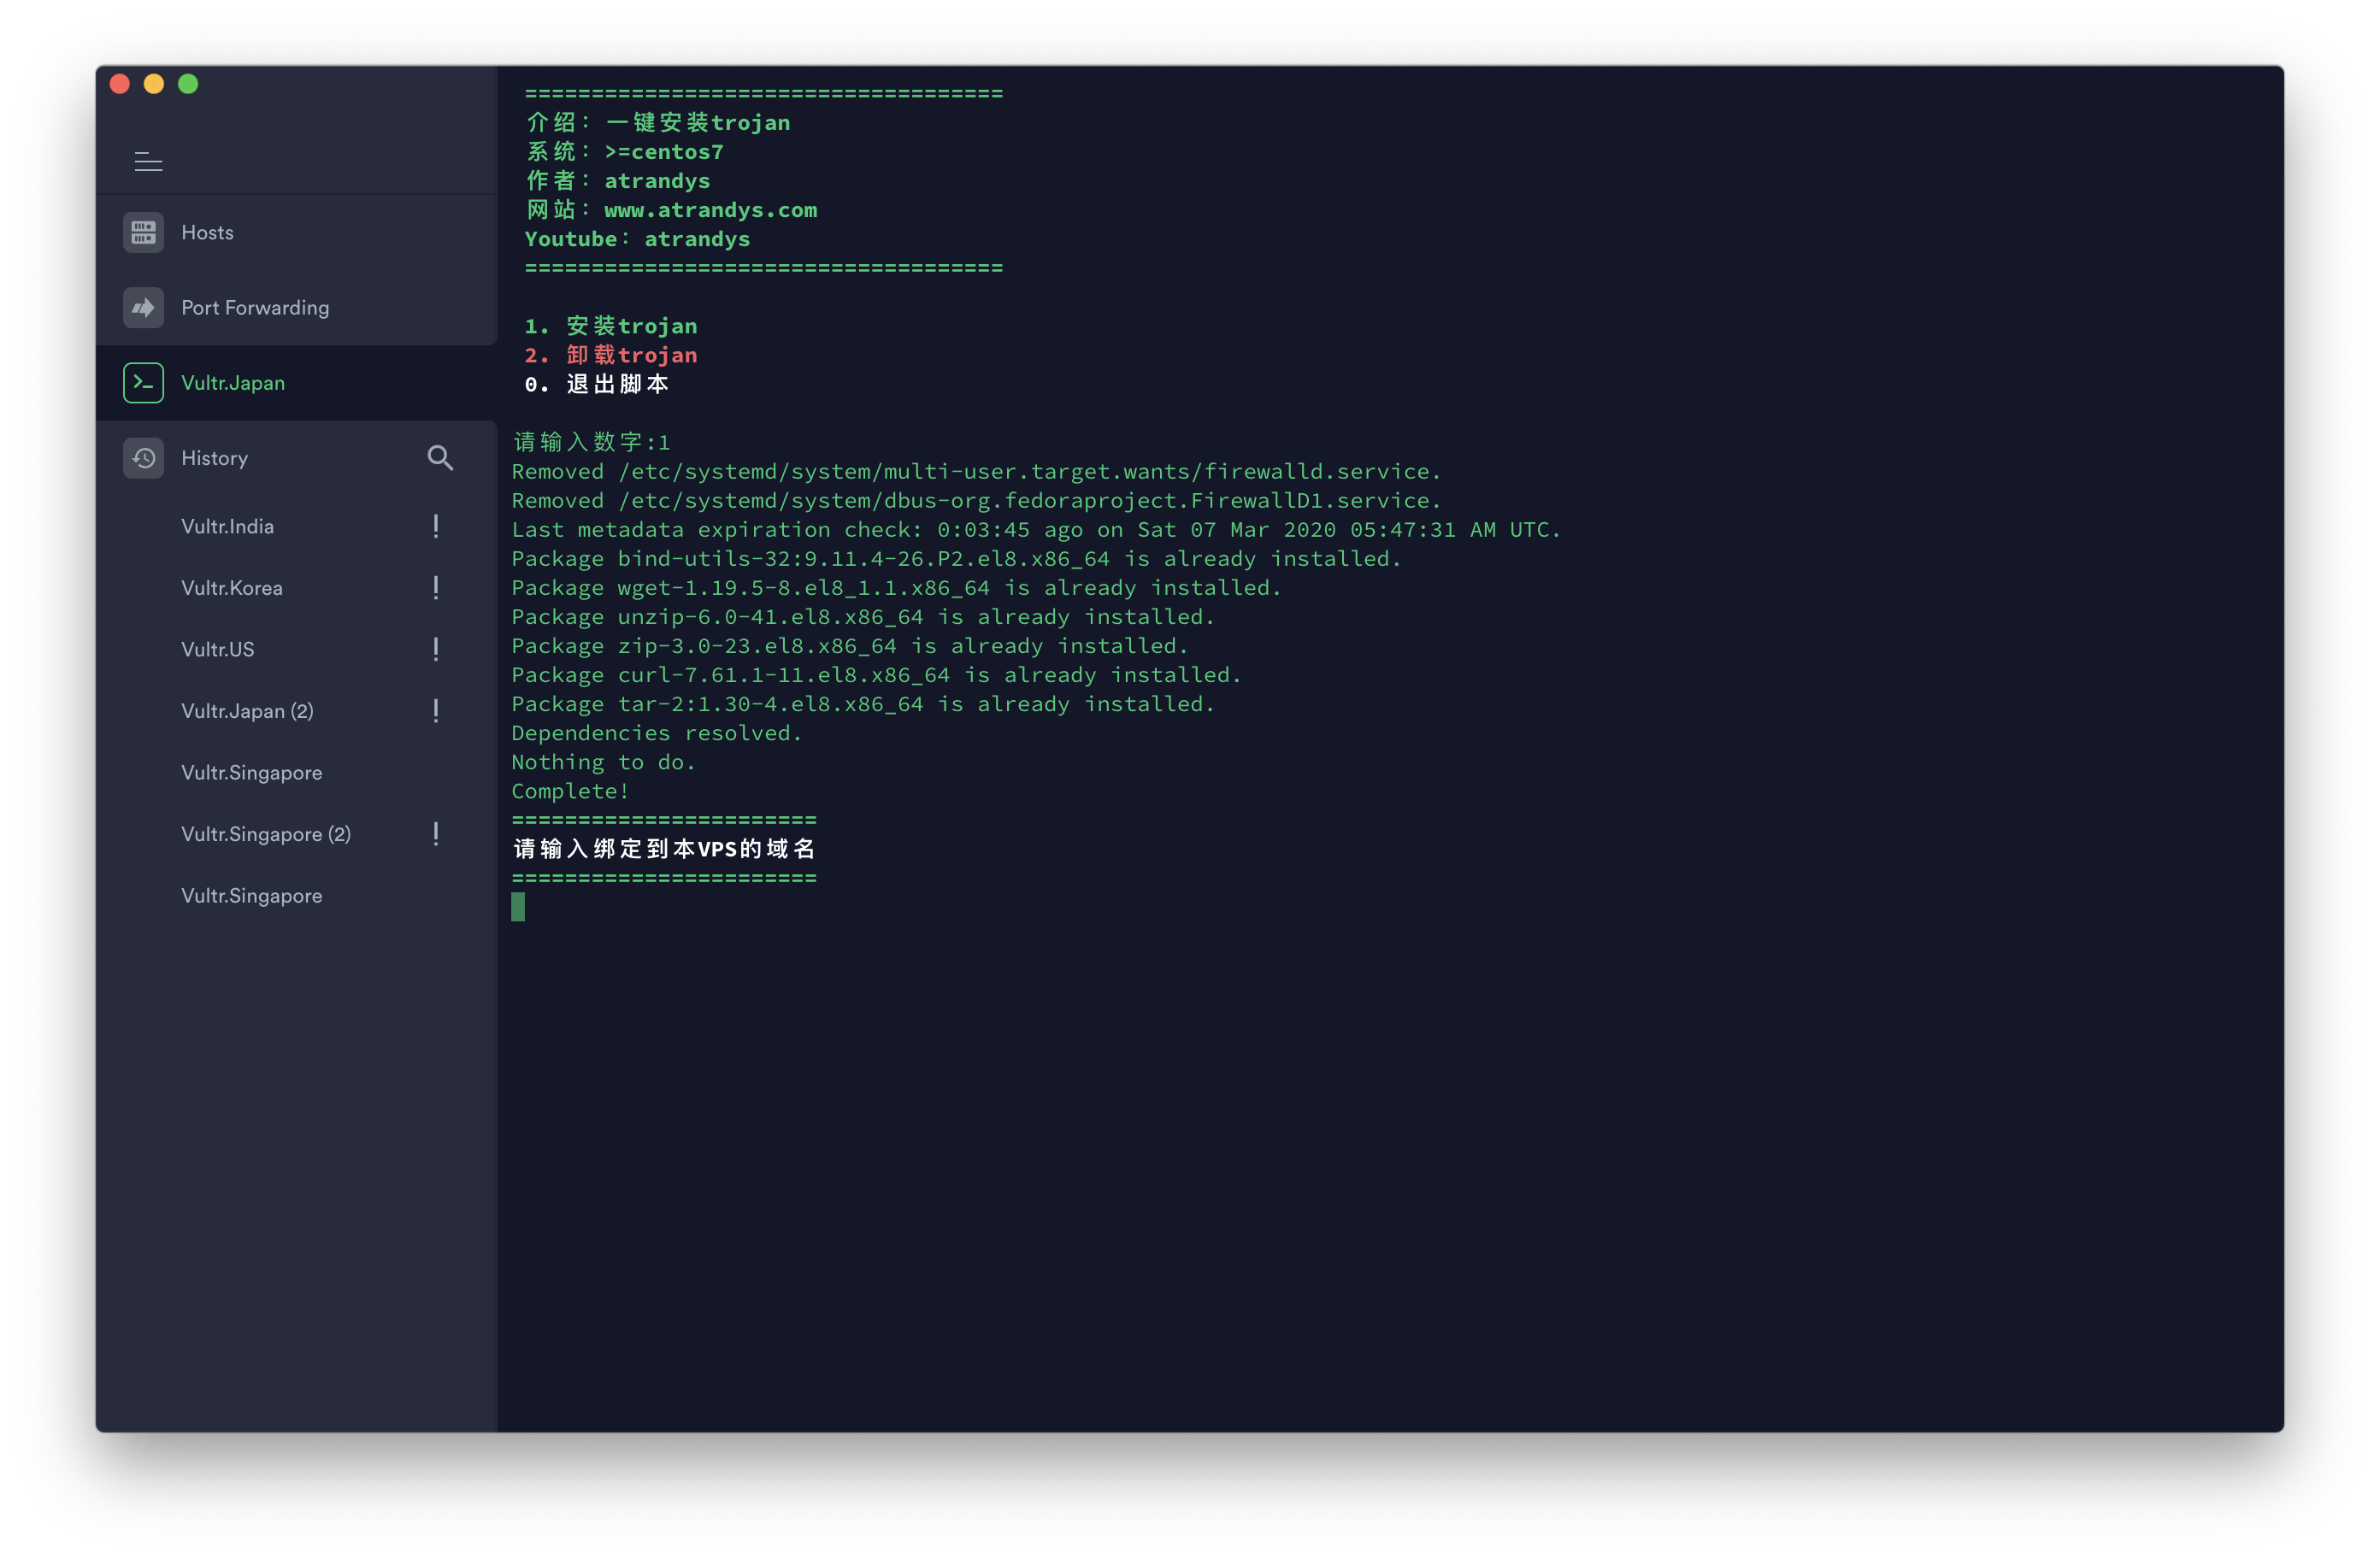 Hosts
Port Forwarding
Vultr.Japan
History
Vultr.India
Vultr.Korea
Vultr.US
Vultr.Japan (2)
Vultr.Singapore
Vultr.Singapore (2)
Vultr.Singapore
====================================
介绍：一键安装trojan
系统：>=centos7
作者：atrandys
网站：www.atrandys.com
Youtube：atrandys
====================================
1. 安装trojan
2. 卸载trojan
0. 退出脚本
请输入数字:1
Removed /etc/systemd/system/multi-user.target.wants/firewalld.service.
Removed /etc/systemd/system/dbus-org.fedoraproject.FirewallD1.service.
Last metadata expiration check: 0:03:45 ago on Sat 07 Mar 2020 05:47:31 AM UTC.
Package bind-utils-32:9.11.4-26.P2.el8.x86_64 is already installed.
Package wget-1.19.5-8.el8_1.1.x86_64 is already installed.
Package unzip-6.0-41.el8.x86_64 is already installed.
Package zip-3.0-23.el8.x86_64 is already installed.
Package curl-7.61.1-11.el8.x86_64 is already installed.
Package tar-2:1.30-4.el8.x86_64 is already installed.
Dependencies resolved.
Nothing to do.
Complete!
=======================
请输入绑定到本VPS的域名
=======================